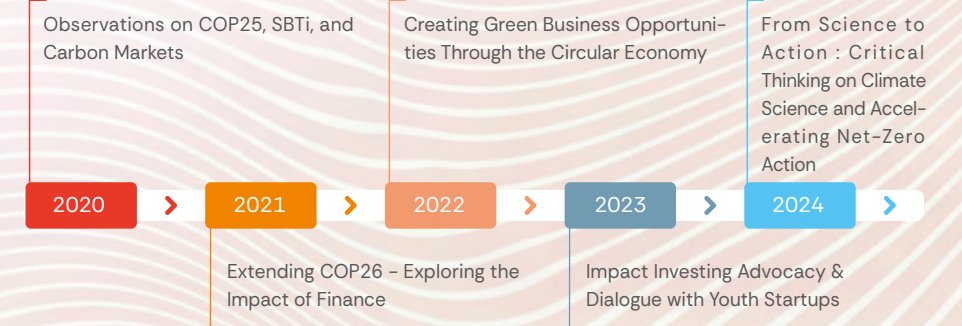 Observations on COP25, SBTi, and
Carbon Markets
Creating Green Business Opportuni-
ties Through the Circular Economy
From Science to
Action : Critical
Thinking on Climate
Science and Accel-
erating Net-Zero
Action
2020
2021
2022
2023
2024
Extending COP26 - Exploring the
Impact of Finance
Impact Investing Advocacy &
Dialogue with Youth Startups